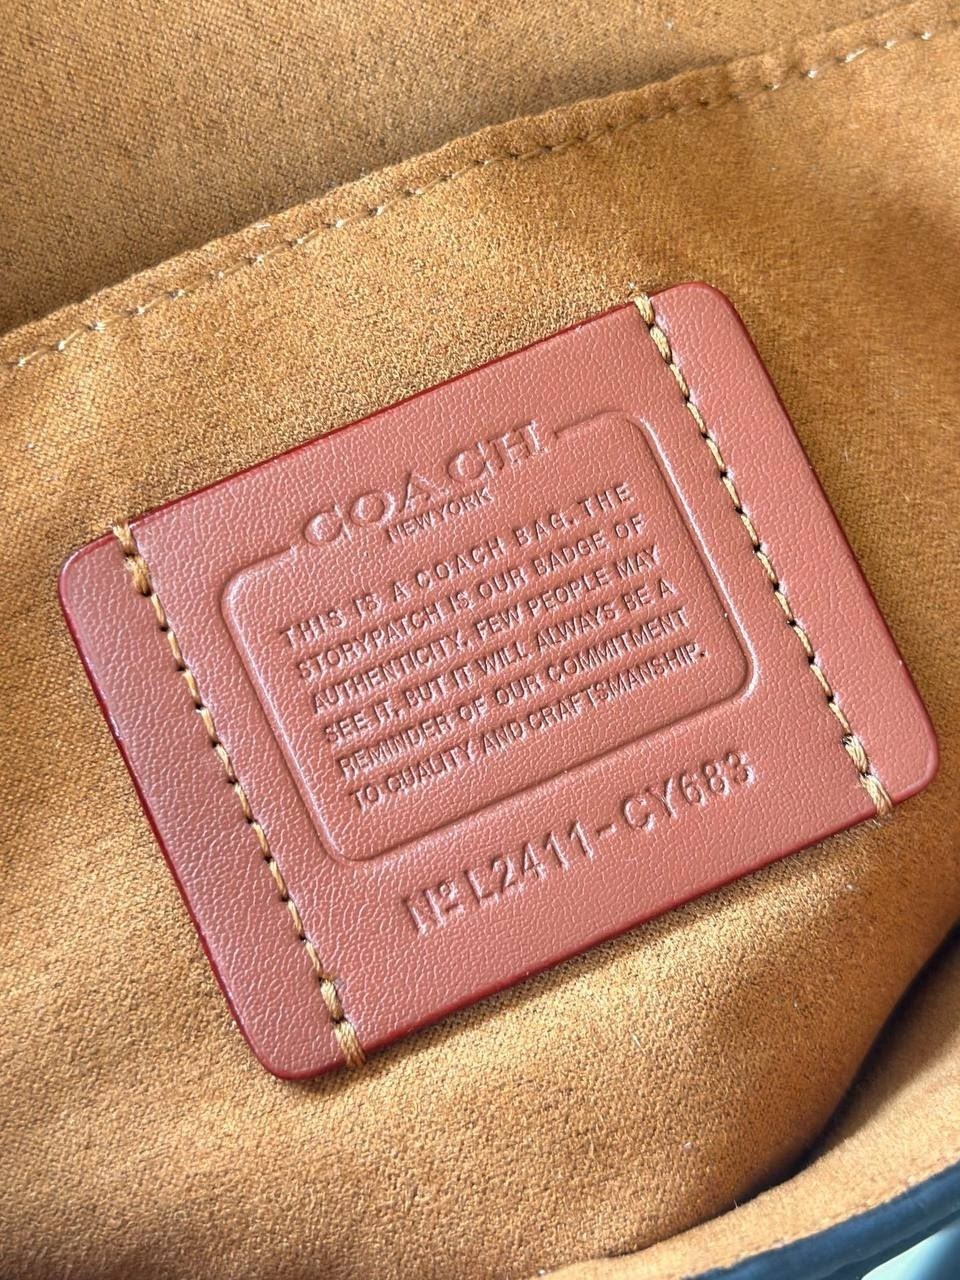 COACH
NEW YORK
THIS IS A COACH BAG. THE
STORYPATCH IS OUR BADGE OF
AUTHENTICITY. FEW PEOPLE MAY
SEE IT, BUT IT WILL ALWAYS BE A
REMINDER OF OUR COMMITMENT
TO QUALITY AND CRAFTSMANSHIP.
Nº L2411-CY683